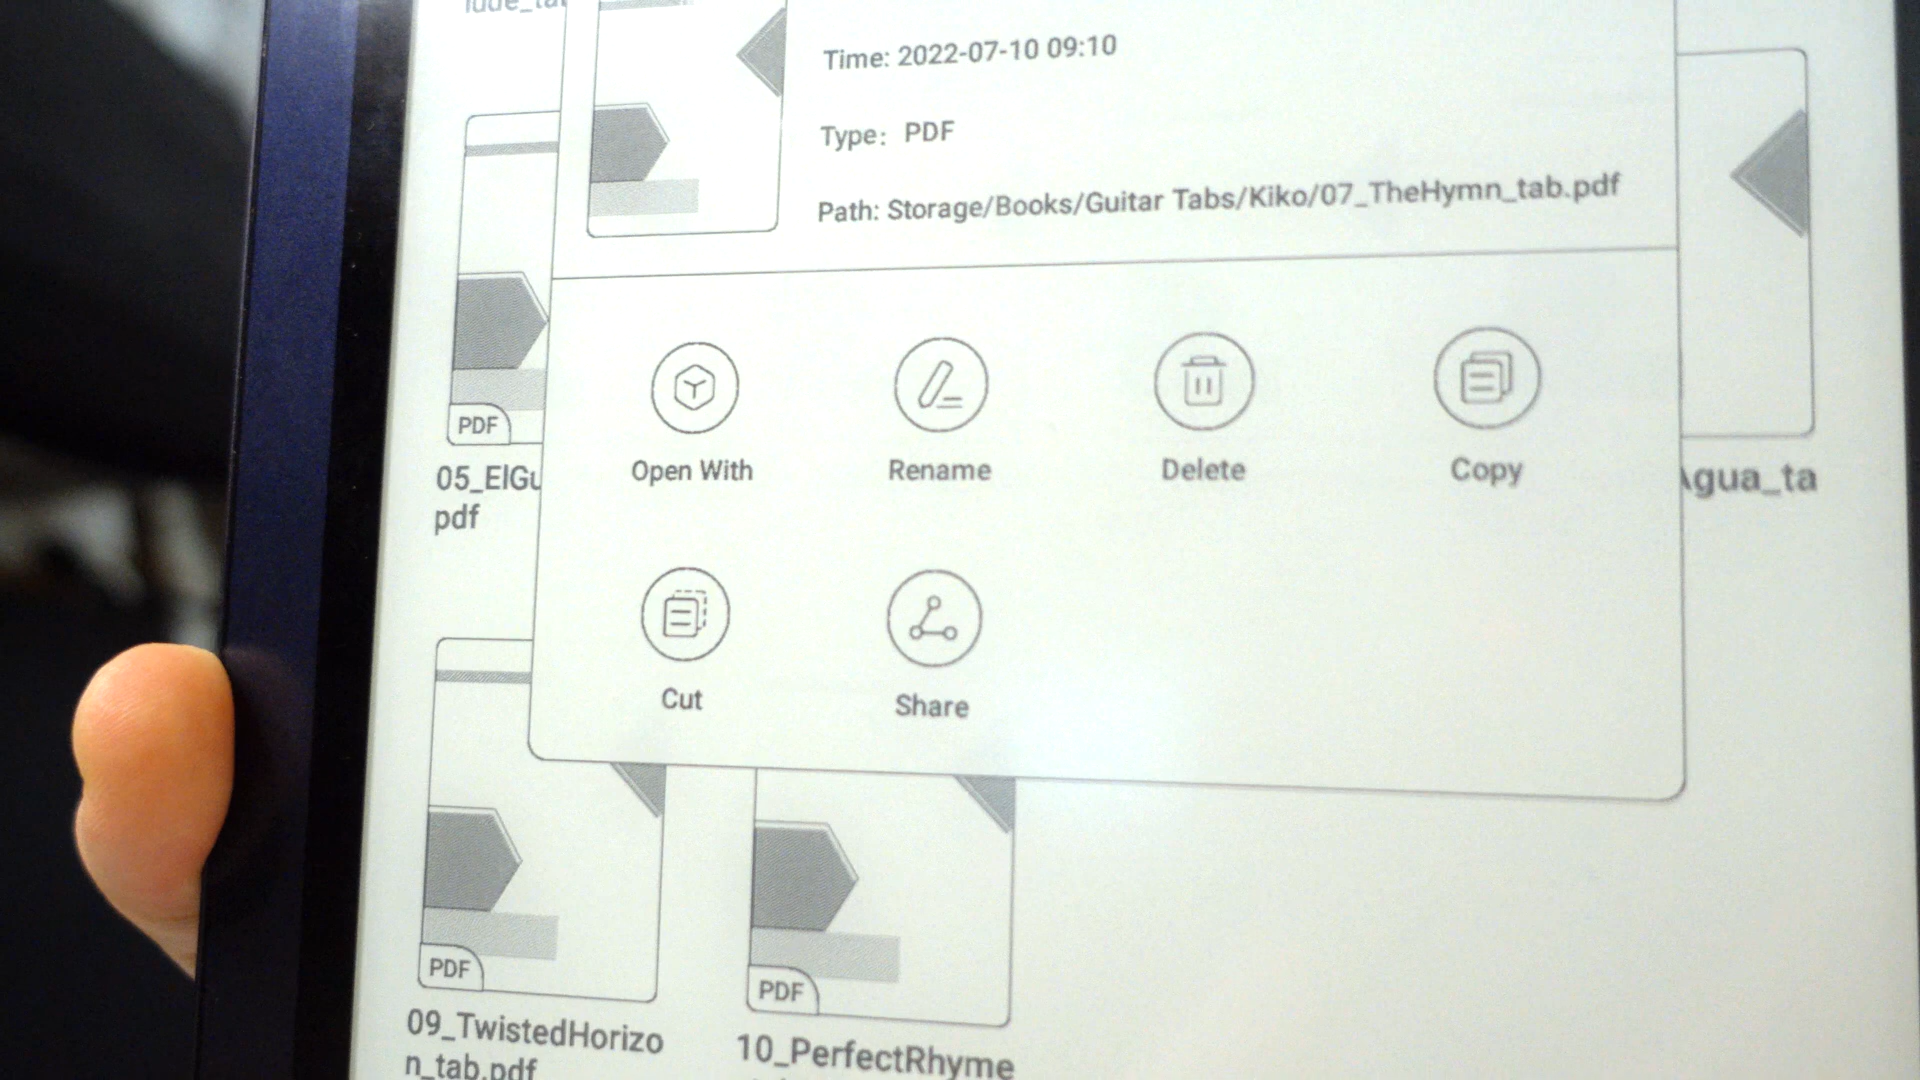 Time: 2022-07-10 09:10
Type: PDF
Path: Storage/Books/Guitar Tabs/Kiko/07_TheHymn_tab.pdf
Open With
Rename
Delete
Copy
Cut
Share
PDF
05_ElGu
pdf
gua_ta
PDF
09_TwistedHorizo
n_tab.pdf
PDF
10_PerfectRhyme